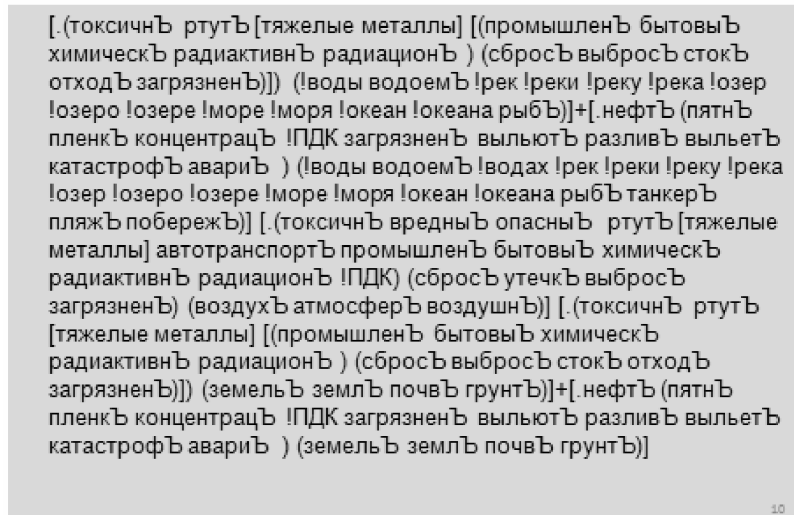 [.(токсичнЪ ртутЪ [тяжелые металлы] [(промышленЪ бытовыЪ
химическЪ радиактивнЪ радиационЪ ) (сбросЪ выбросЪ стокЪ
отходЪ загрязненЪ)]) (!воды водоемЪ !рек !реки !реку !река !озер
!озеро !озере !море !моря !океан !океана рыбЪ)]+[.нефтЪ (пятнЪ
пленкЪ концентрацЪ !ПДК загрязненЪ выльютЪ разливЪ выльетЪ
катастрофЪ авариЪ ) (!воды водоемЪ !водах !рек !реки !реку !река
!озер !озеро !озере !море !моря !океан !океана рыбЪ танкерЪ
пляжЪ побережЪ)] [.(токсичнЪ вредныЪ опасныЪ ртутЪ [тяжелые
металлы] автотранспортЪ промышленЪ бытовыЪ химическЪ
радиактивнЪ радиационЪ !ПДК) (сбросЪ утечкЪ выбросЪ
загрязненЪ) (воздухЪ атмосферЪ воздушнЪ)] [.(токсичнЪ ртутЪ
[тяжелые металлы] [(промышленЪ бытовыЪ химическЪ
радиактивнЪ радиационЪ ) (сбросЪ выбросЪ стокЪ отходЪ
загрязненЪ)]) (земельЪ землЪ почвЪ грунтЪ)]+[.нефтЪ (пятнЪ
пленкЪ концентрацЪ !ПДК загрязненЪ выльютЪ разливЪ выльетЪ
катастрофЪ авариЪ ) (земельЪ землЪ почвЪ грунтЪ)]
10